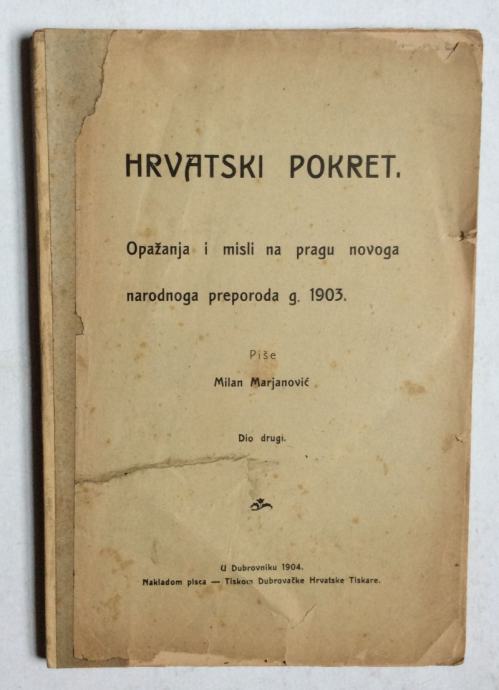 HRVATSKI POKRET.
Opažanja i misli na pragu novoga
narodnoga preporoda g. 1903.
Piše
Milan Marjanović
Dio drugi.
U Dubrovniku 1904.
Nakladom pisca — Tiskom Dubrovačke Hrvatske Tiskare.